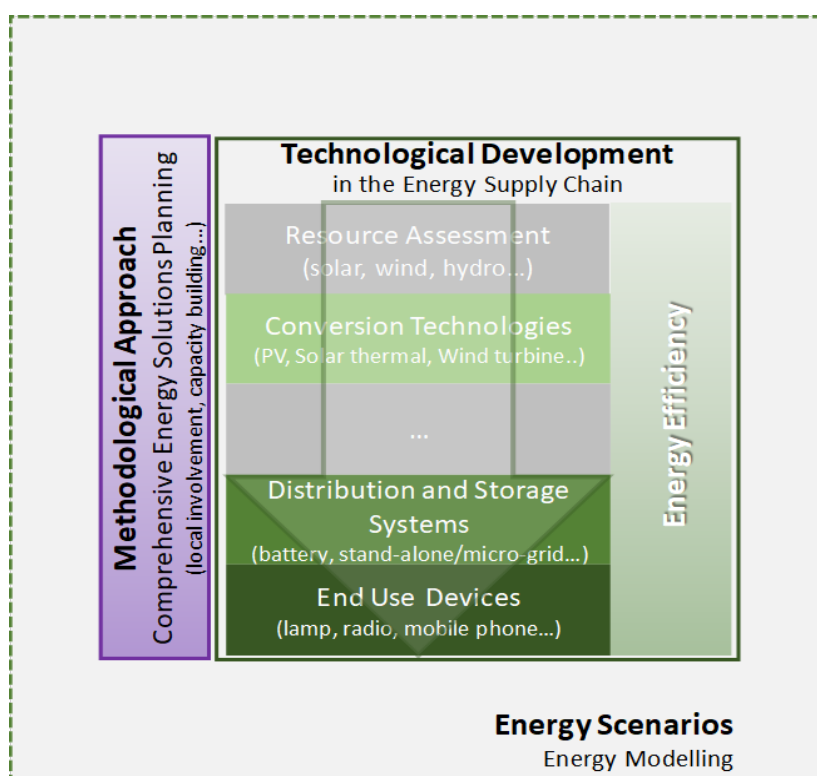 Methodological Approach
Comprehensive Energy Solutions Planning
(local involvement, capacity building...)
Technological Development
in the Energy Supply Chain
Resource Assessment
(solar, wind, hydro...)
Conversion Technologies
(PV, Solar thermal, Wind turbine..)
...
Distribution and Storage
Systems
(battery, stand-alone/micro-grid...)
End Use Devices
(lamp, radio, mobile phone...)
Energy Efficiency
Energy Scenarios
Energy Modelling